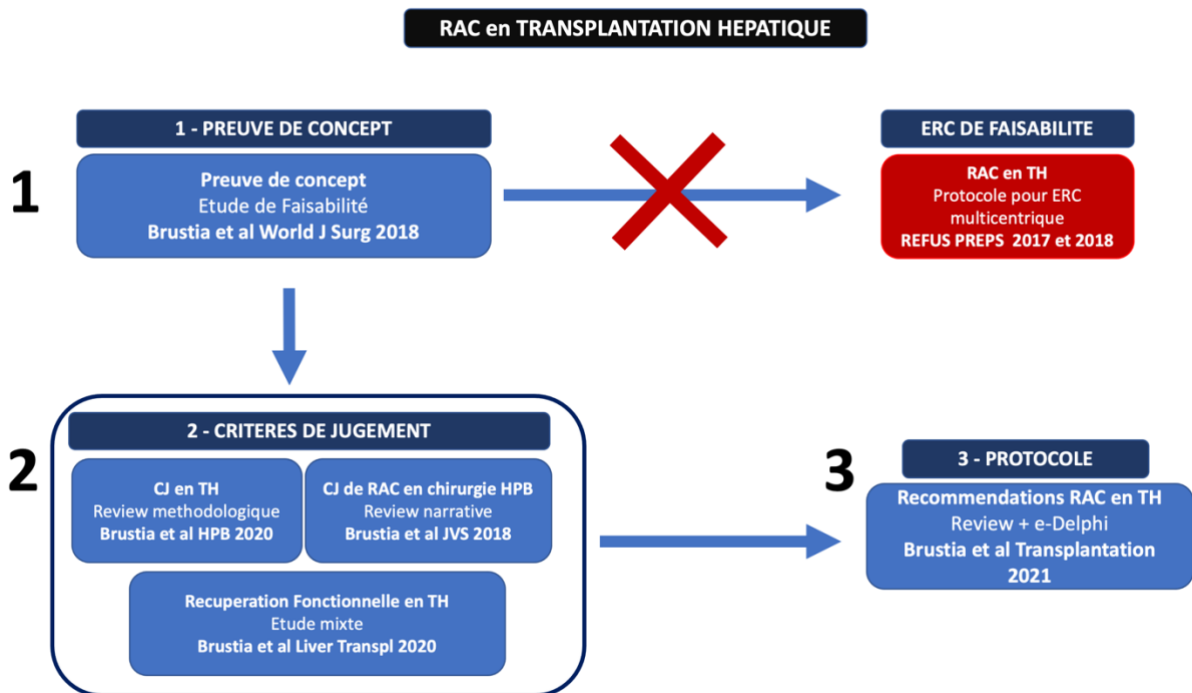 RAC en TRANSPLANTATION HEPATIQUE
1 - PREUVE DE CONCEPT
1
Preuve de concept
Etude de Faisabilité
Brustia et al World J Surg 2018
ERC DE FAISABILITE
RAC en TH
Protocole pour ERC
multicentrique
REFUS PREPS 2017 et 2018
2 - CRITERES DE JUGEMENT
2
CJ en TH
Review methodologique
Brustia et al HPB 2020
CJ de RAC en chirurgie HPB
Review narrative
Brustia et al JVS 2018
Recuperation Fonctionnelle en TH
Etude mixte
Brustia et al Liver Transpl 2020
3
3 - PROTOCOLE
Recommendations RAC en TH
Review + e-Delphi
Brustia et al Transplantation
2021